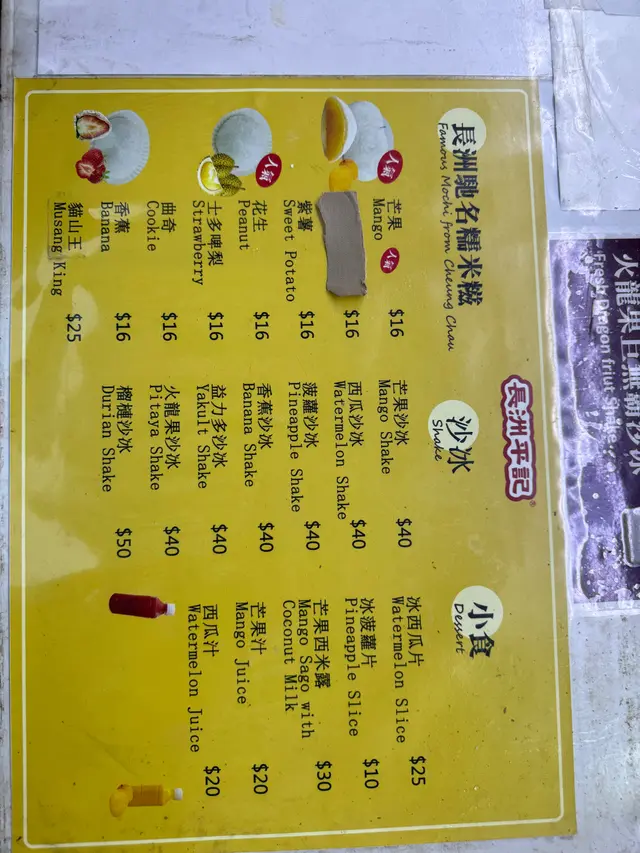 長洲平記®
長洲馳名糯米糍
Famous Mochi from Cheung Chau
人氣
芒果
Mango
$16
人氣
$16
紫薯
Sweet Potato
$16
人氣
花生
Peanut
$16
士多啤梨
Strawberry
$16
曲奇
Cookie
$16
香蕉
Banana
$16
貓山王
Musang King
$25
沙冰
Shake
芒果沙冰
Mango Shake
$40
西瓜沙冰
Watermelon Shake
$40
菠蘿沙冰
Pineapple Shake
$40
香蕉沙冰
Banana Shake
$40
益力多沙冰
Yakult Shake
$40
火龍果沙冰
Pitaya Shake
$40
榴槤沙冰
Durian Shake
$50
小食
Dessert
冰西瓜片
Watermelon Slice
$25
冰菠蘿片
Pineapple Slice
$10
芒果西米露
Mango Sago with
Coconut Milk
$30
芒果汁
Mango Juice
$20
西瓜汁
Watermelon Juice
$20
火龍果
Fresh Dragon friut